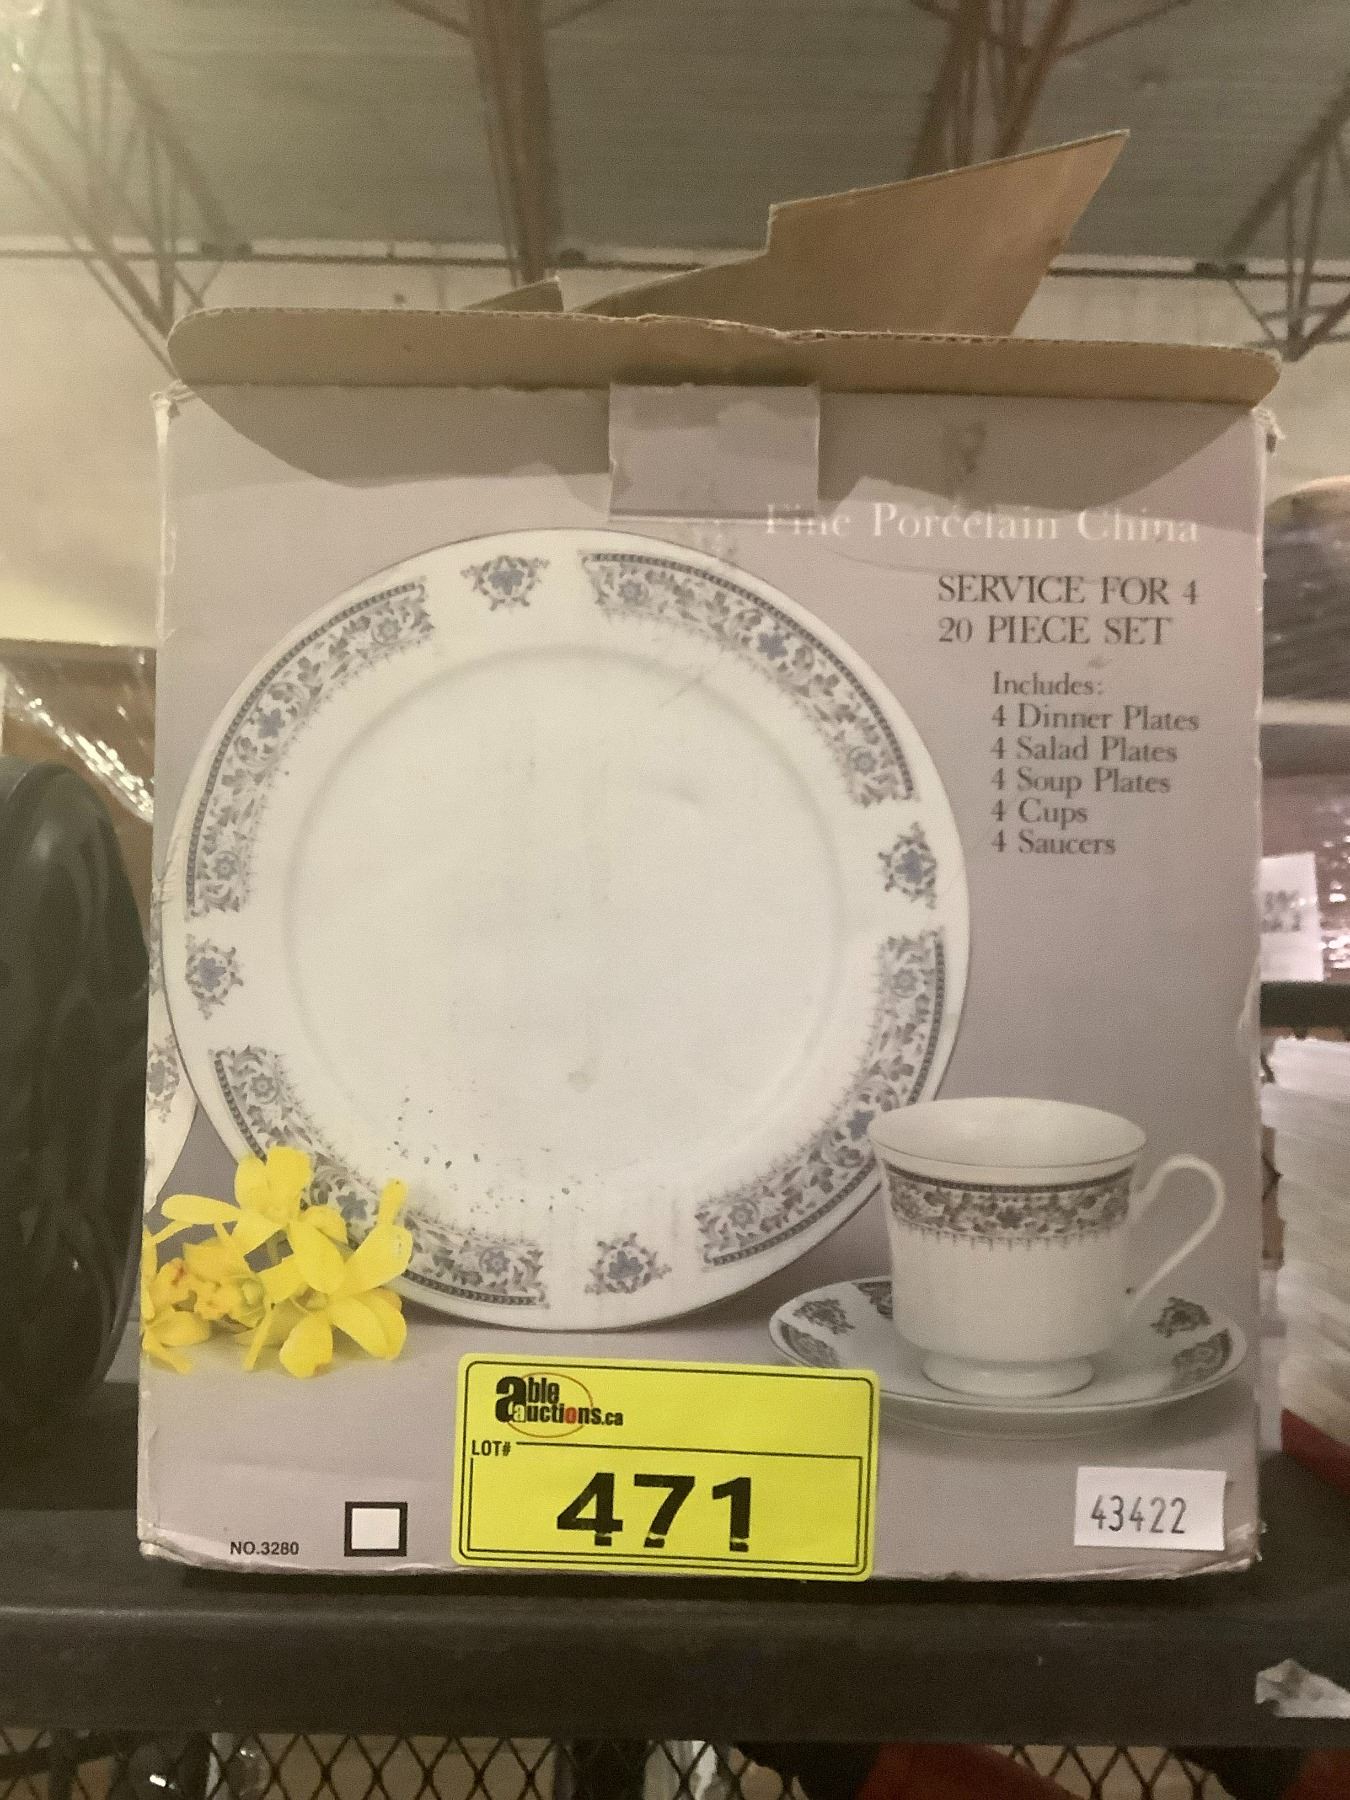 Fine Porcelain China
SERVICE FOR 4
20 PIECE SET
Includes:
4 Dinner Plates
4 Salad Plates
4 Soup Plates
4 Cups
4 Saucers
able
auctions.ca
LOT#
471
43422
NO.3280